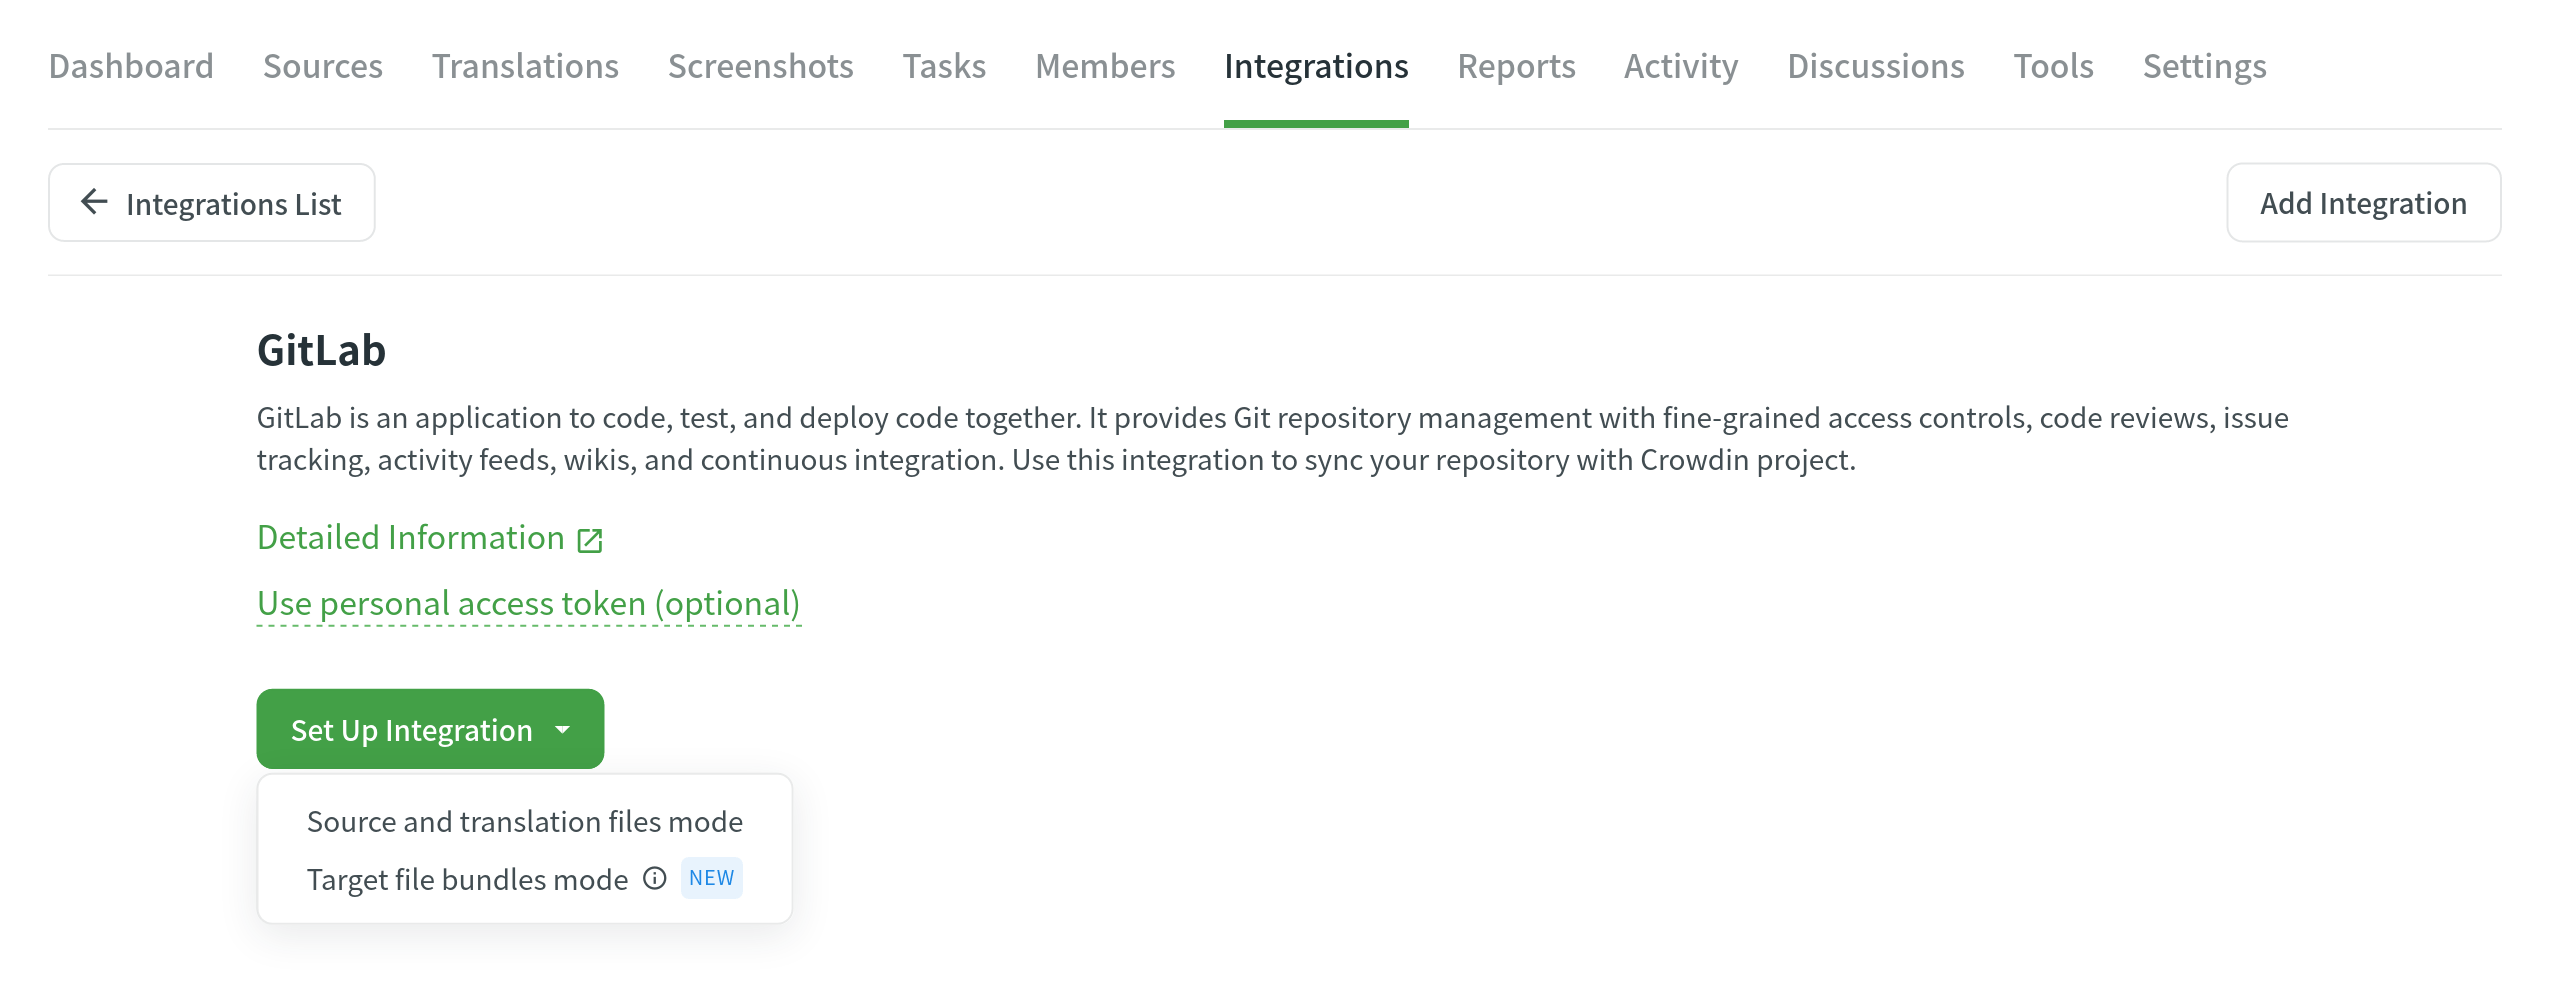 Dashboard Sources Translations Screenshots Tasks Members Integrations Reports Activity Discussions Tools Settings
Integrations List Add Integration
GitLab
GitLab is an application to code, test, and deploy code together. It provides Git repository management with fine-grained access controls, code reviews, issue
tracking, activity feeds, wikis, and continuous integration. Use this integration to sync your repository with Crowdin project.
Detailed Information
Use personal access token (optional)
Set Up Integration
Source and translation files mode
Target file bundles mode NEW